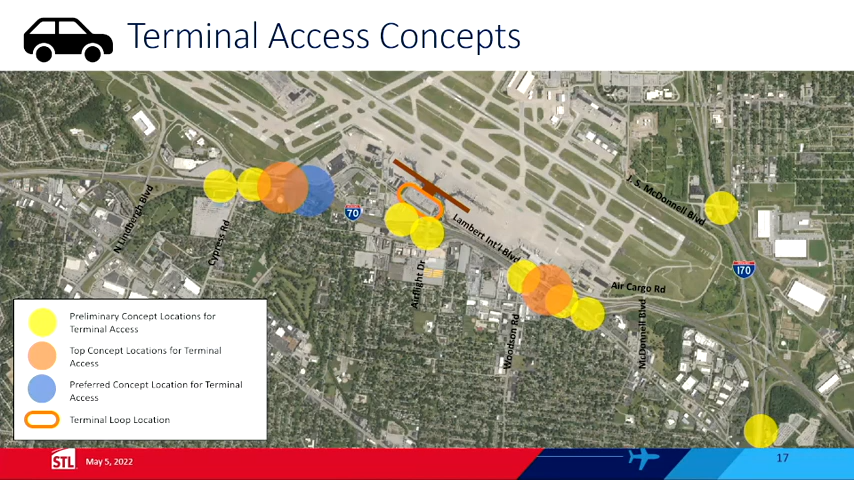 Terminal Access Concepts
J. S. McDonnell Blvd
N Lindbergh Blvd
70
Lambert Int'l Blvd
Cypress Rd
170
Airflight Dr
Air Cargo Rd
Woodson Rd
McDonnell Blvd
Preliminary Concept Locations for
Terminal Access
Top Concept Locations for Terminal
Access
Preferred Concept Location for Terminal
Access
Terminal Loop Location
STL
May 5, 2022
17